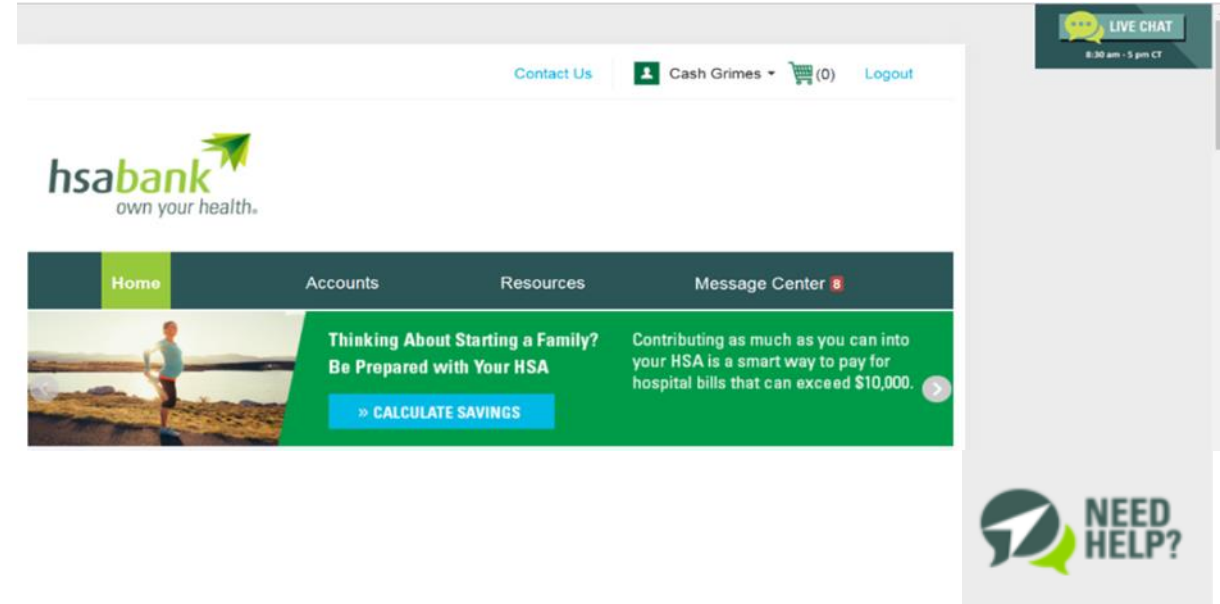 LIVE CHAT
8:30 am - 5 pm CT
Contact Us Cash Grimes (0) Logout
hsabank
own your health®
Home Accounts Resources Message Center 8
Thinking About Starting a Family?
Be Prepared with Your HSA
» CALCULATE SAVINGS
Contributing as much as you can into
your HSA is a smart way to pay for
hospital bills that can exceed $10,000.
NEED
HELP?